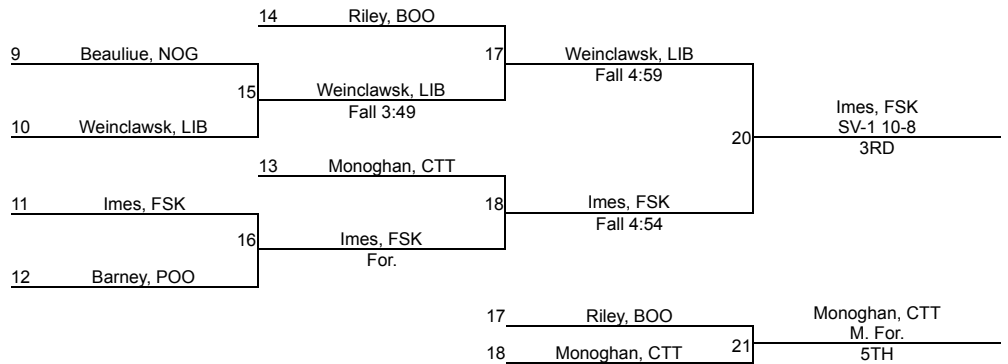 14 Riley, BOO
9 Beauliue, NOG
17 Weinclawsk, LIB
Fall 4:59
15 Weinclawsk, LIB
Fall 3:49
10 Weinclawsk, LIB
20 Imes, FSK
SV-1 10-8
3RD
13 Monoghan, CTT
11 Imes, FSK
18 Imes, FSK
Fall 4:54
16 Imes, FSK
For.
12 Barney, POO
17 Riley, BOO
21 Monoghan, CTT
M. For.
5TH
18 Monoghan, CTT